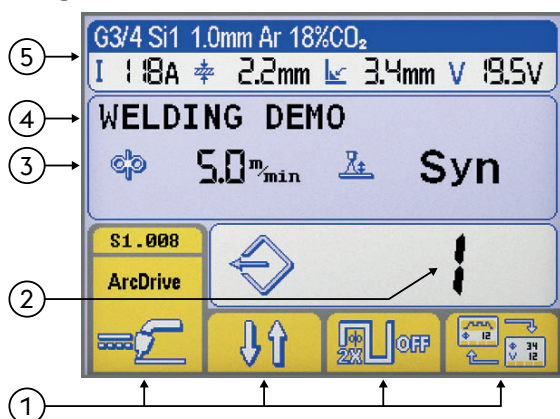 G3/4 Si1 1.0mm Ar 18%CO₂
5
I 118A 2.2mm 3.4mm V 19.5V
4
WELDING DEMO
3
5.0 m/min Syn
S1.008
ArcDrive
2
1
2X OFF
12 34
V 12
1